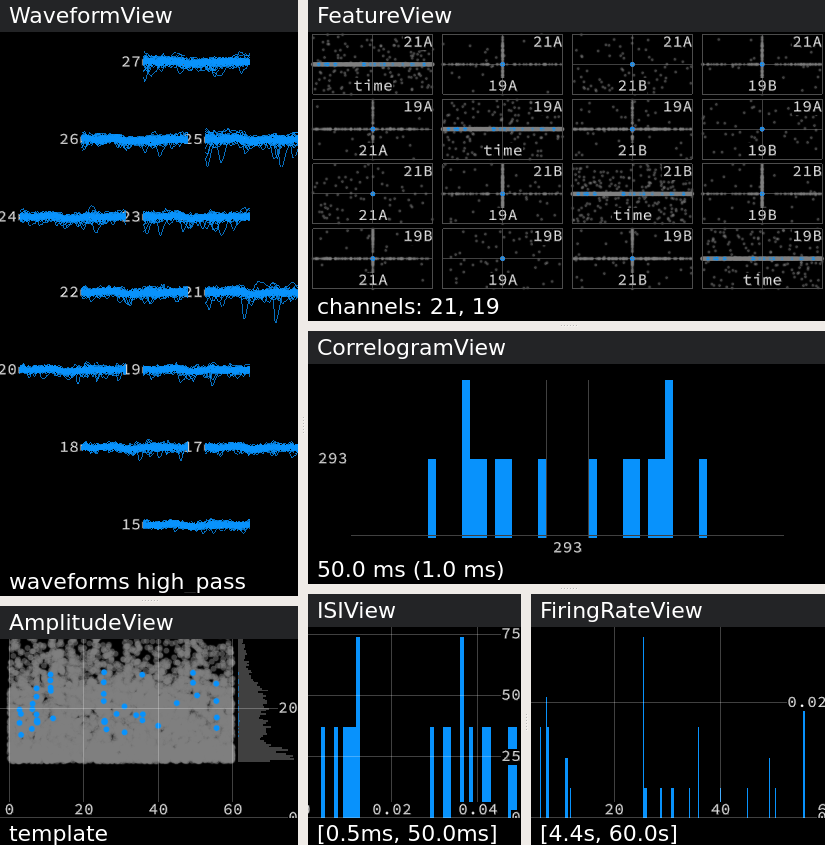 WaveformView
27
26 25
24 23
22 21
20 19
18 17
15
waveforms high_pass
FeatureView
21A 21A 21A 21A
time 19A 21B 19B
19A 19A 19A 19A
21A time 21B 19B
21B 21B 21B 21B
21A 19A time 19B
19B 19B 19B 19B
21A 19A 21B time
channels: 21, 19
CorrelogramView
293
293
50.0 ms (1.0 ms)
AmplitudeView
20
0 20 40 60
template
ISIView
75
50
25
0.02 0.04
[0.5ms, 50.0ms]
FiringRateView
0.02
20 40 6
[4.4s, 60.0s]